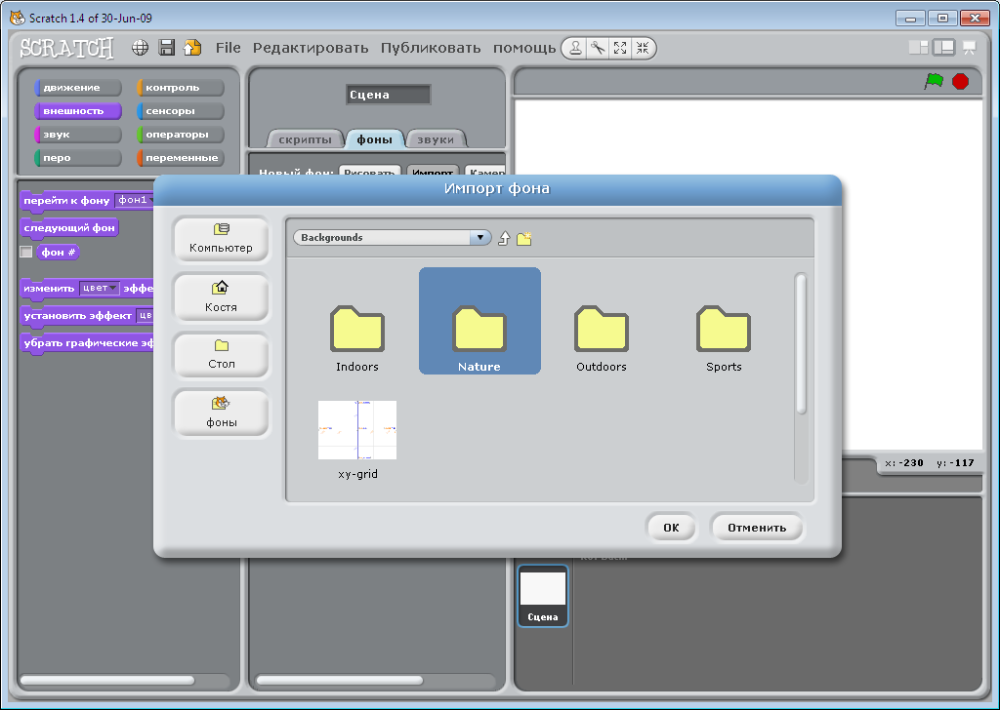 Scratch 1.4 of 30-Jun-09
SCRATCH File Редактировать Публиковать помощь
движение контроль
внешность сенсоры
звук операторы
перо переменные
Сцена
скрипты фоны звуки
Новый фон: Рисовать Импорт Камер
перейти к фону фон1
следующий фон
фон #
изменить цвет эффе
установить эффект цв
убрать графические эф
Импорт фона
Компьютер
Костя
Стол
фоны
Backgrounds
Indoors Nature Outdoors Sports
xy-grid
OK Отменить
x: -230 y: -117
Сцена